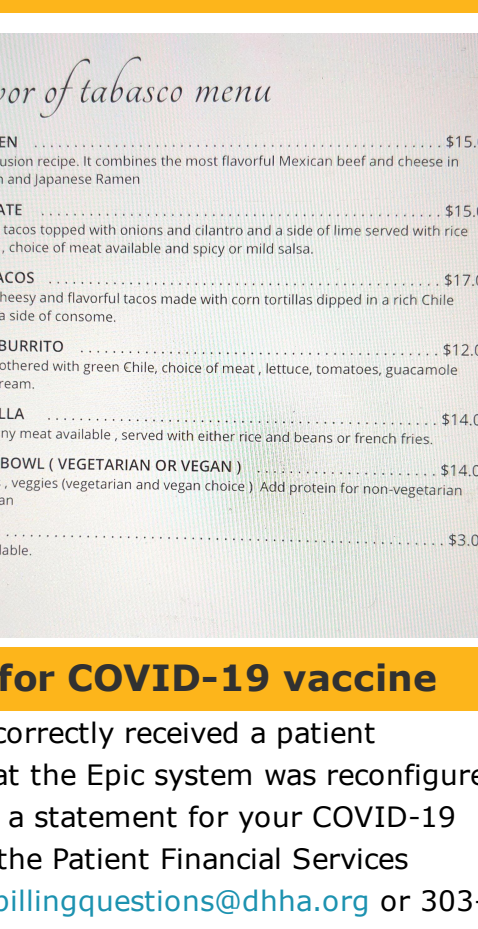 vor of tabasco menu
EN ........................................................ $15.
usion recipe. It combines the most flavorful Mexican beef and cheese in
and Japanese Ramen
ATE ........................................................ $15.
tacos topped with onions and cilantro and a side of lime served with rice
, choice of meat available and spicy or mild salsa.
ACOS ........................................................ $17.0
heesy and flavorful tacos made with corn tortillas dipped in a rich Chile
a side of consome.
BURRITO ........................................................ $12.0
othered with green Chile, choice of meat , lettuce, tomatoes, guacamole
ream.
LLA ........................................................ $14.0
ny meat available , served with either rice and beans or french fries.
BOWL ( VEGETARIAN OR VEGAN ) .............................. $14.0
, veggies (vegetarian and vegan choice ) Add protein for non-vegetarian
an
........................................................ $3.0
lable.
for COVID-19 vaccine
correctly received a patient
at the Epic system was reconfigure
a statement for your COVID-19
the Patient Financial Services
billingquestions@dhha.org or 303-